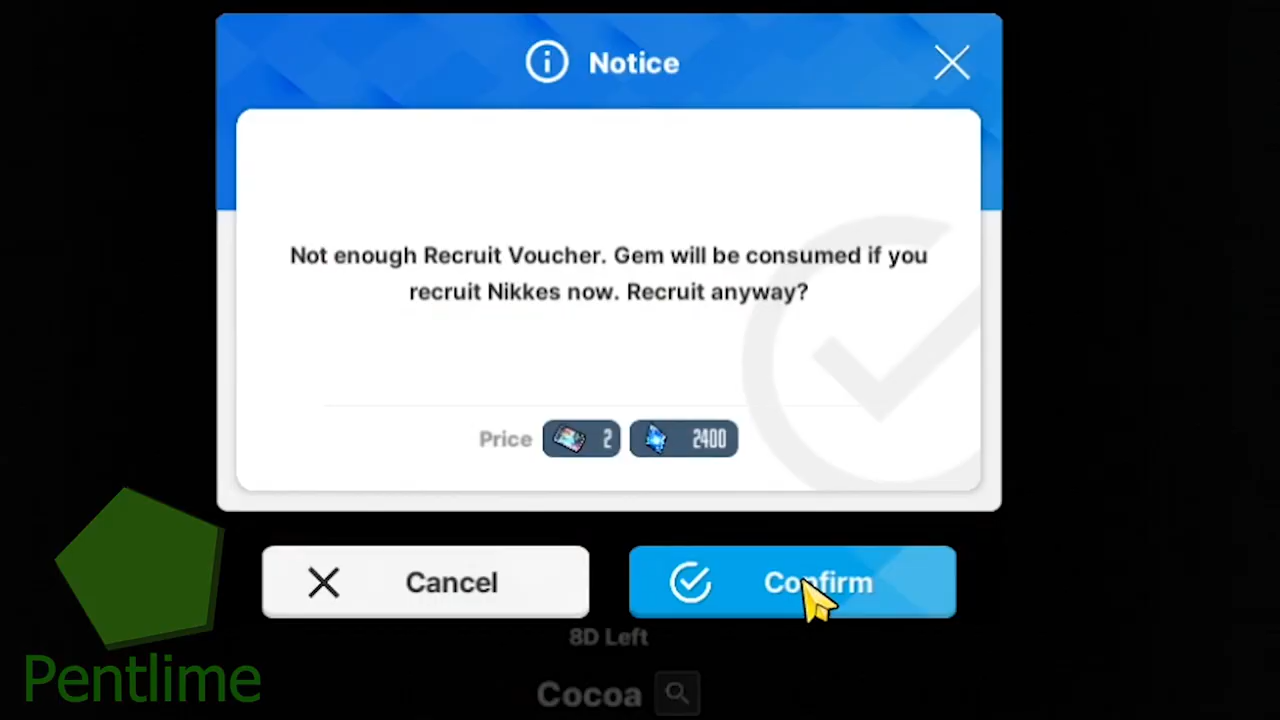 Notice
Not enough Recruit Voucher. Gem will be consumed if you
recruit Nikkes now. Recruit anyway?
Price 2 2400
Cancel Confirm
8D Left
Cocoa
Pentlime